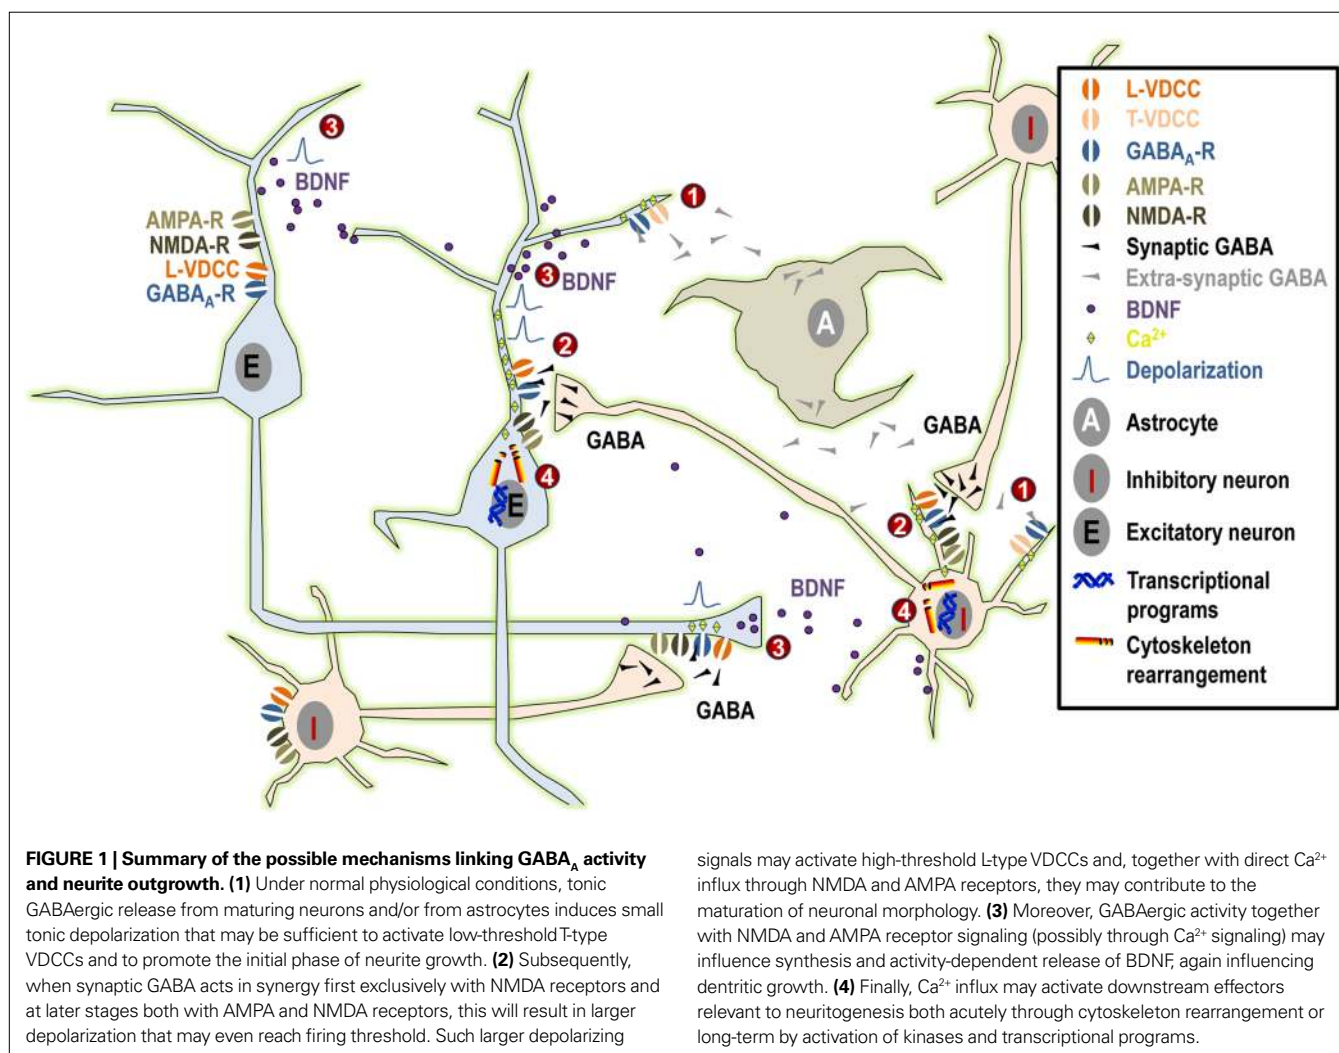 3
BDNF
AMPA-R
NMDA-R
L-VDCC
GABAA-R
E
1
3
BDNF
2
GABA
4
E
A
GABA
I
1
2
4
I
BDNF
3
GABA
I
L-VDCC
T-VDCC
GABAA-R
AMPA-R
NMDA-R
Synaptic GABA
Extra-synaptic GABA
BDNF
Ca2+
Depolarization
A Astrocyte
I Inhibitory neuron
E Excitatory neuron
Transcriptional
programs
Cytoskeleton
rearrangement
FIGURE 1 | Summary of the possible mechanisms linking GABAA activity
and neurite outgrowth. (1) Under normal physiological conditions, tonic
GABAergic release from maturing neurons and/or from astrocytes induces small
tonic depolarization that may be sufficient to activate low-threshold T-type
VDCCs and to promote the initial phase of neurite growth. (2) Subsequently,
when synaptic GABA acts in synergy first exclusively with NMDA receptors and
at later stages both with AMPA and NMDA receptors, this will result in larger
depolarization that may even reach firing threshold. Such larger depolarizing
signals may activate high-threshold L-type VDCCs and, together with direct Ca2+
influx through NMDA and AMPA receptors, they may contribute to the
maturation of neuronal morphology. (3) Moreover, GABAergic activity together
with NMDA and AMPA receptor signaling (possibly through Ca2+ signaling) may
influence synthesis and activity-dependent release of BDNF, again influencing
dentritic growth. (4) Finally, Ca2+ influx may activate downstream effectors
relevant to neuritogenesis both acutely through cytoskeleton rearrangement or
long-term by activation of kinases and transcriptional programs.